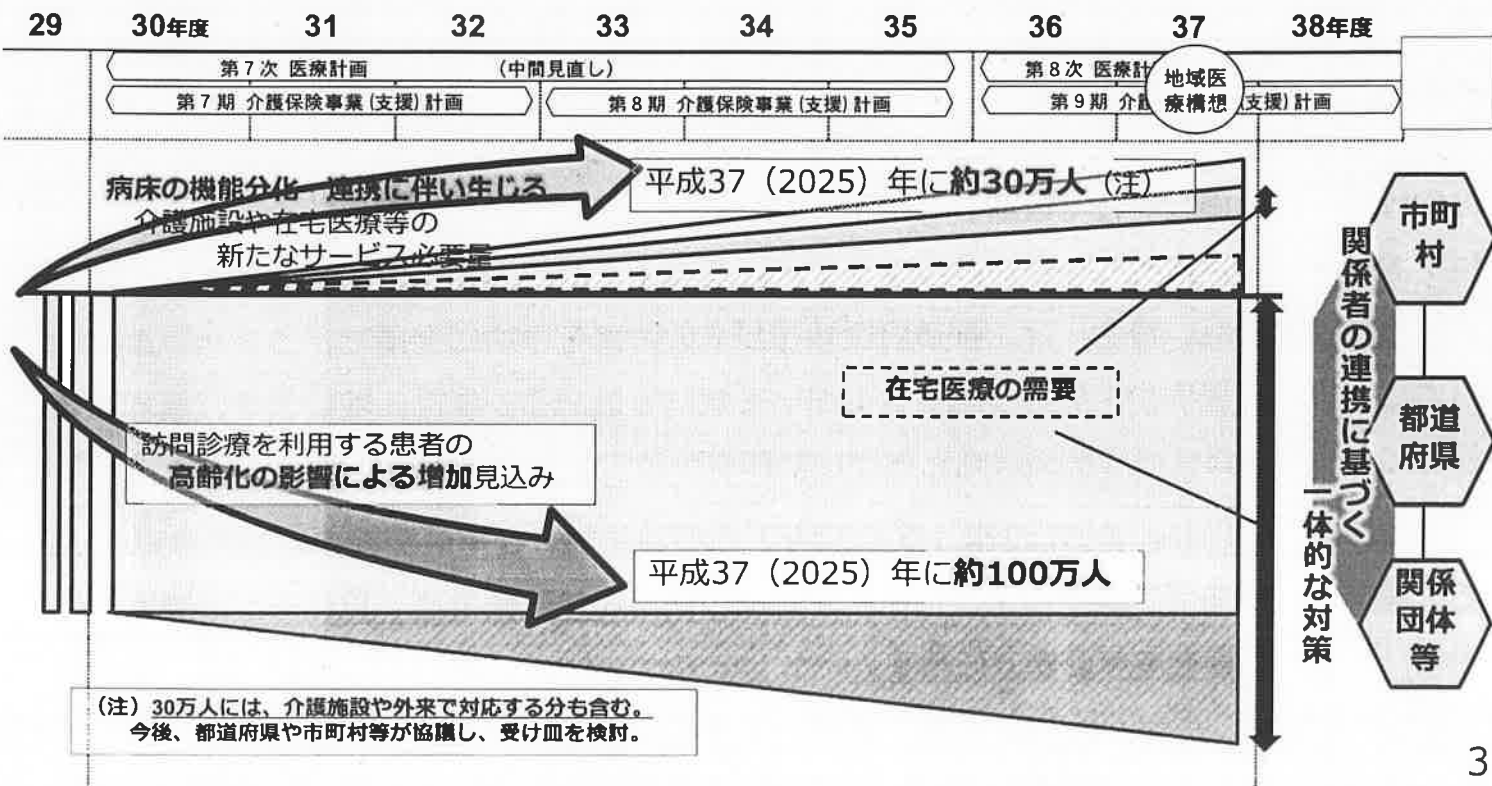 29 30年度 31 32 33 34 35 36 37 38年度
第7次 医療計画 (中間見直し)
第8次 医療計
地域医
療構想
第7期 介護保険事業(支援)計画
第8期 介護保険事業(支援)計画
第9期 介 支援)計画
病床の機能分化 連携に伴い生じる
介護施設や在宅医療等の
新たなサービス必要量
平成37(2025)年に約30万人(注)
在宅医療の需要
訪問診療を利用する患者の
高齢化の影響による増加見込み
平成37(2025)年に約100万人
(注)30万人には、介護施設や外来で対応する分も含む。
今後、都道府県や市町村等が協議し、受け皿を検討。
関係者の連携に基づく
一体的な対策
市町
村
都道
府県
関係
団体
等
3